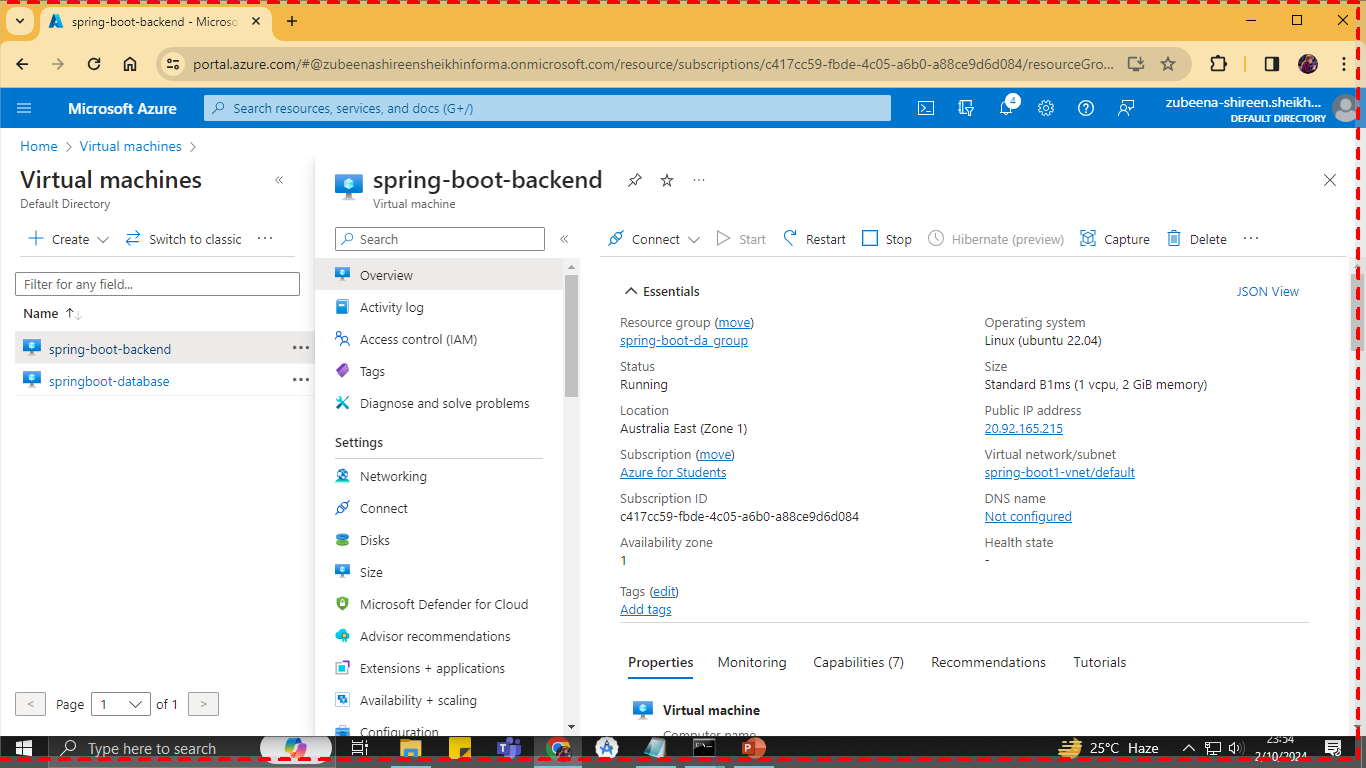 spring-boot-backend - Microso
portal.azure.com/#@zubeenashireensheikhinforma.onmicrosoft.com/resource/subscriptions/c417cc59-fbde-4c05-a6b0-a88ce9d6d084/resourceGro...
Microsoft Azure
Search resources, services, and docs (G+/)
4
zubeena-shireen.sheikh...
DEFAULT DIRECTORY
Home > Virtual machines >
Virtual machines
Default Directory
Create
Switch to classic
Filter for any field...
Name
spring-boot-backend
springboot-database
< Page 1 of 1 >
spring-boot-backend
Virtual machine
Search
Overview
Activity log
Access control (IAM)
Tags
Diagnose and solve problems
Settings
Networking
Connect
Disks
Size
Microsoft Defender for Cloud
Advisor recommendations
Extensions + applications
Availability + scaling
Configuration
Connect Start Restart Stop Hibernate (preview) Capture Delete
Essentials
JSON View
Resource group (move)
spring-boot-da_group
Status
Running
Location
Australia East (Zone 1)
Subscription (move)
Azure for Students
Subscription ID
c417cc59-fbde-4c05-a6b0-a88ce9d6d084
Availability zone
1
Operating system
Linux (ubuntu 22.04)
Size
Standard B1ms (1 vcpu, 2 GiB memory)
Public IP address
20.92.165.215
Virtual network/subnet
spring-boot1-vnet/default
DNS name
Not configured
Health state
-
Tags (edit)
Add tags
Properties Monitoring Capabilities (7) Recommendations Tutorials
Virtual machine
Computer name
Type here to search
25°C Haze
23:54
2/10/2024